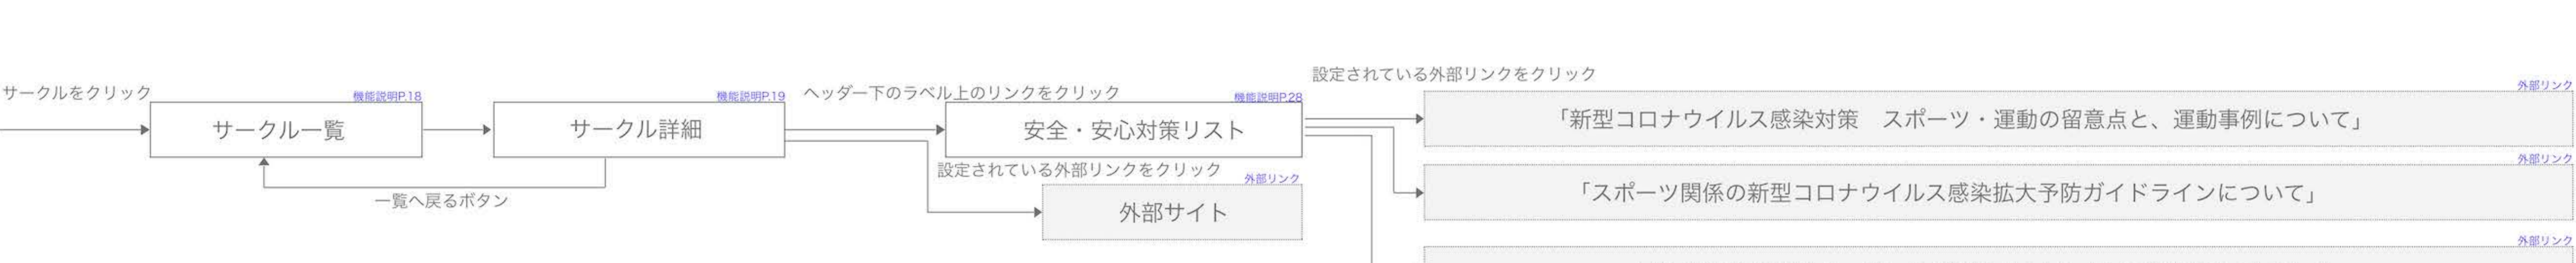 サークルをクリック
機能説明P.18
サークル一覧
一覧へ戻るボタン
機能説明P.19
サークル詳細
ヘッダー下のラベル上のリンクをクリック
機能説明P.28
安全・安心対策リスト
設定されている外部リンクをクリック
外部リンク
外部サイト
設定されている外部リンクをクリック
外部リンク
「新型コロナウイルス感染対策　スポーツ・運動の留意点と、運動事例について」
外部リンク
「スポーツ関係の新型コロナウイルス感染拡大予防ガイドラインについて」
外部リンク